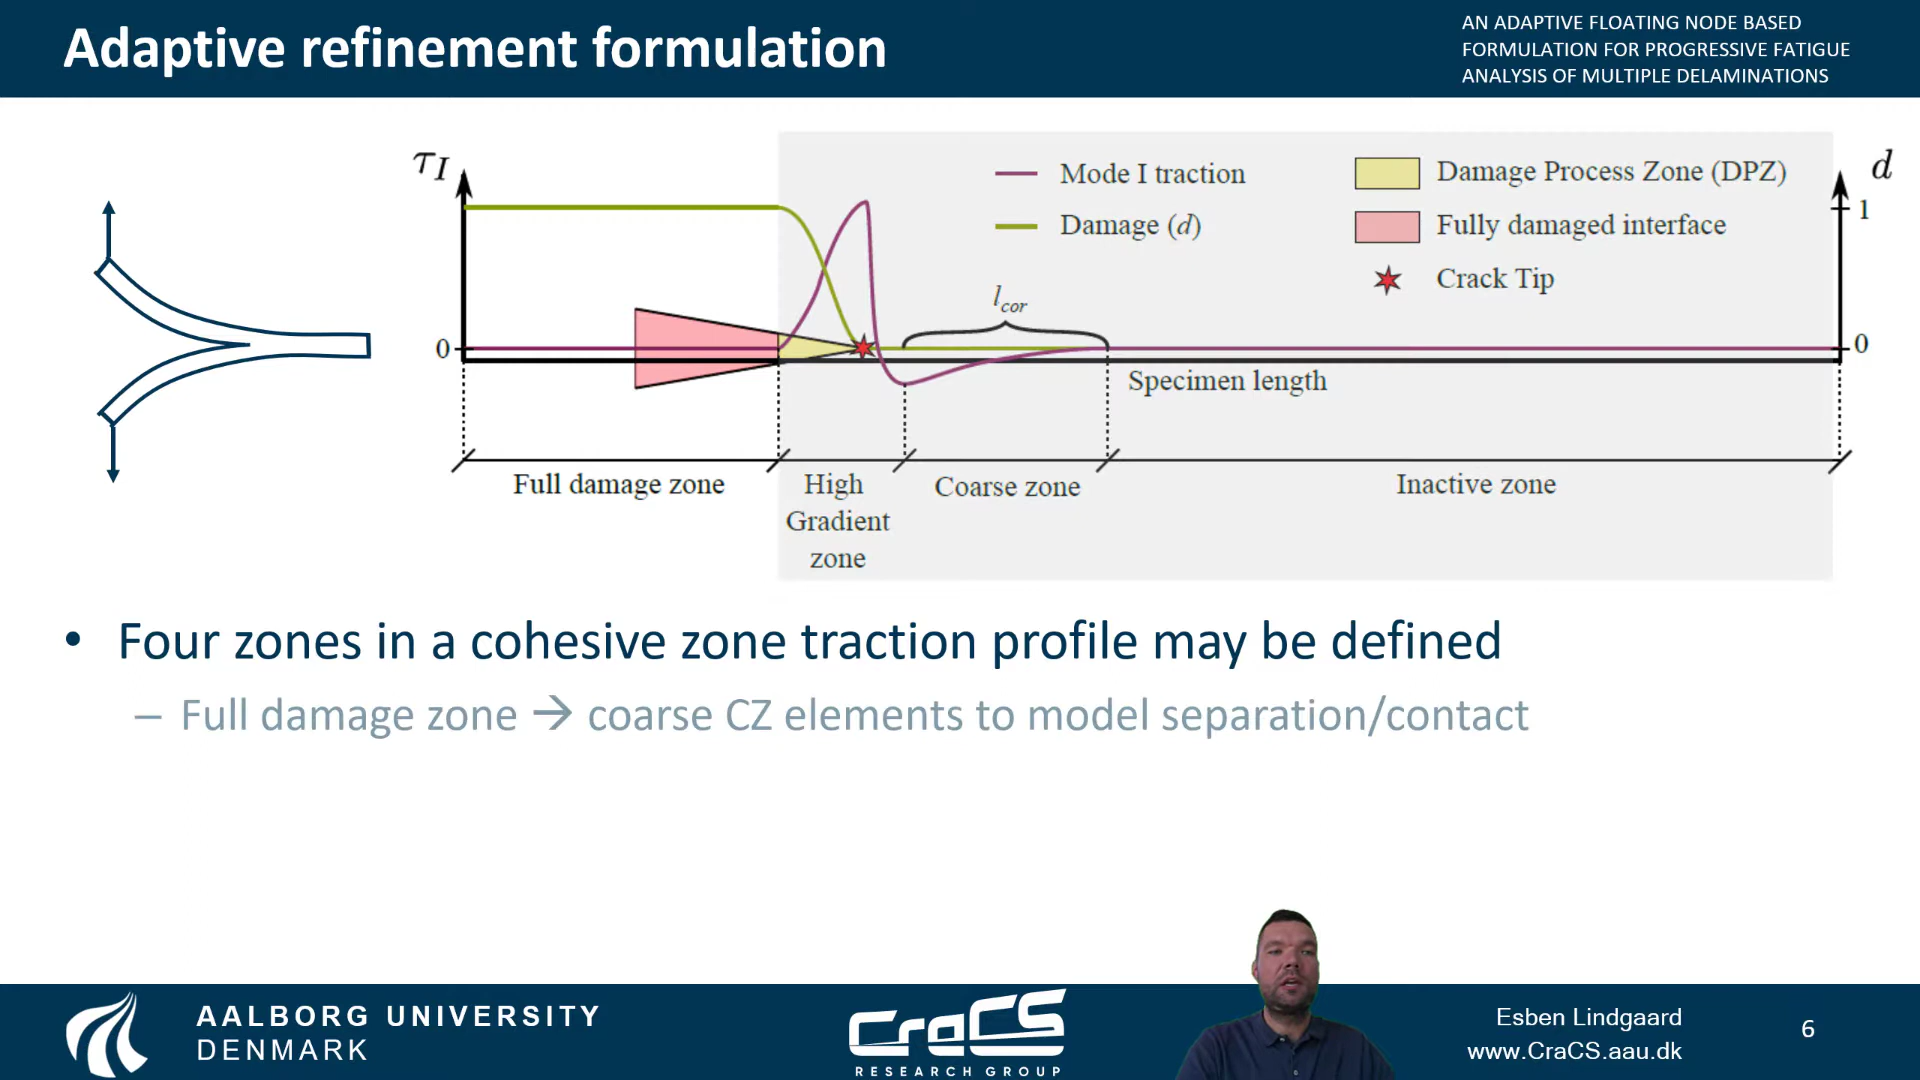 Adaptive refinement formulation
AN ADAPTIVE FLOATING NODE BASED
FORMULATION FOR PROGRESSIVE FATIGUE
ANALYSIS OF MULTIPLE DELAMINATIONS
τ_I
d
Mode I traction
Damage (d)
Damage Process Zone (DPZ)
Fully damaged interface
Crack Tip
1
l_cor
0
0
Specimen length
Full damage zone
High
Gradient
zone
Coarse zone
Inactive zone
• Four zones in a cohesive zone traction profile may be defined
– Full damage zone → coarse CZ elements to model separation/contact
AALBORG UNIVERSITY
DENMARK
CraCS
RESEARCH GROUP
Esben Lindgaard
www.CraCS.aau.dk
6